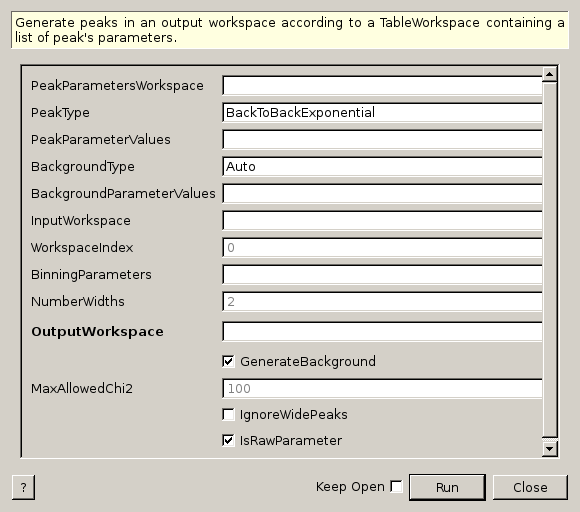 Generate peaks in an output workspace according to a TableWorkspace containing a
list of peak's parameters.
PeakParametersWorkspace
PeakType BackToBackExponential
PeakParameterValues
BackgroundType Auto
BackgroundParameterValues
InputWorkspace
WorkspaceIndex 0
BinningParameters
NumberWidths 2
OutputWorkspace
GenerateBackground
MaxAllowedChi2 100
IgnoreWidePeaks
IsRawParameter
? Keep Open Run Close